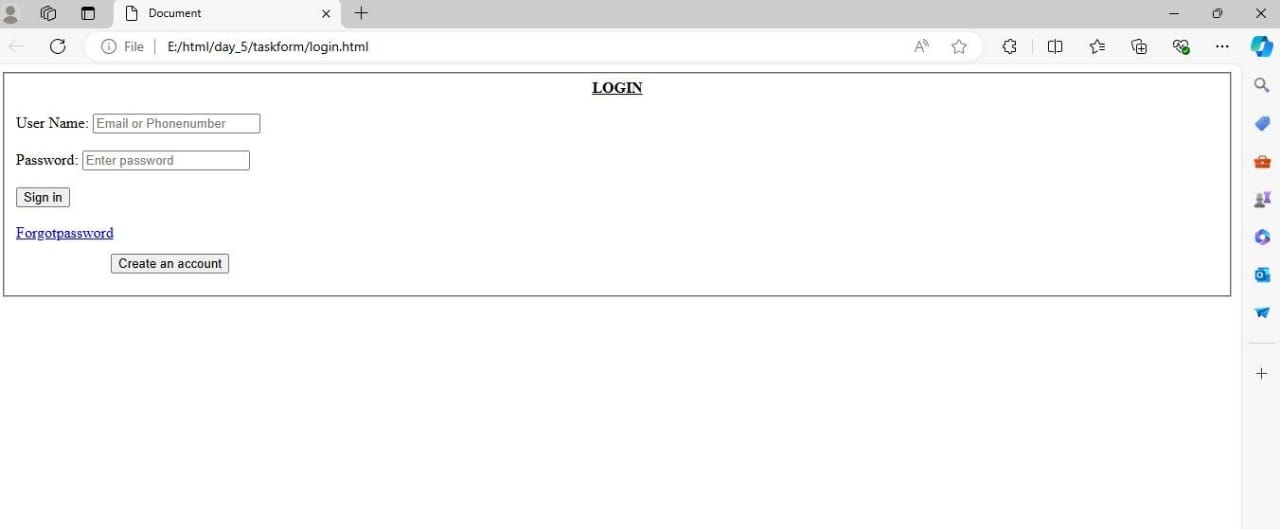 Document
File E:/html/day_5/taskform/login.html
LOGIN
User Name: Email or Phonenumber
Password: Enter password
Sign in
Forgotpassword
Create an account